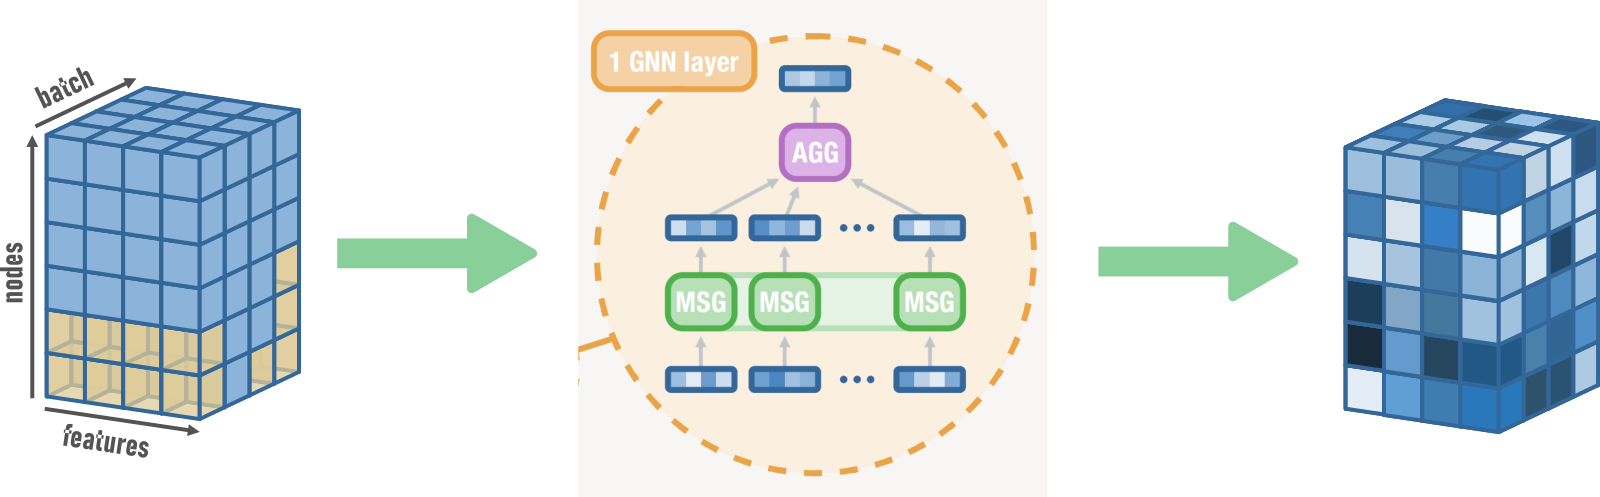 batch
nodes
features
1 GNN layer
AGG
MSG MSG MSG